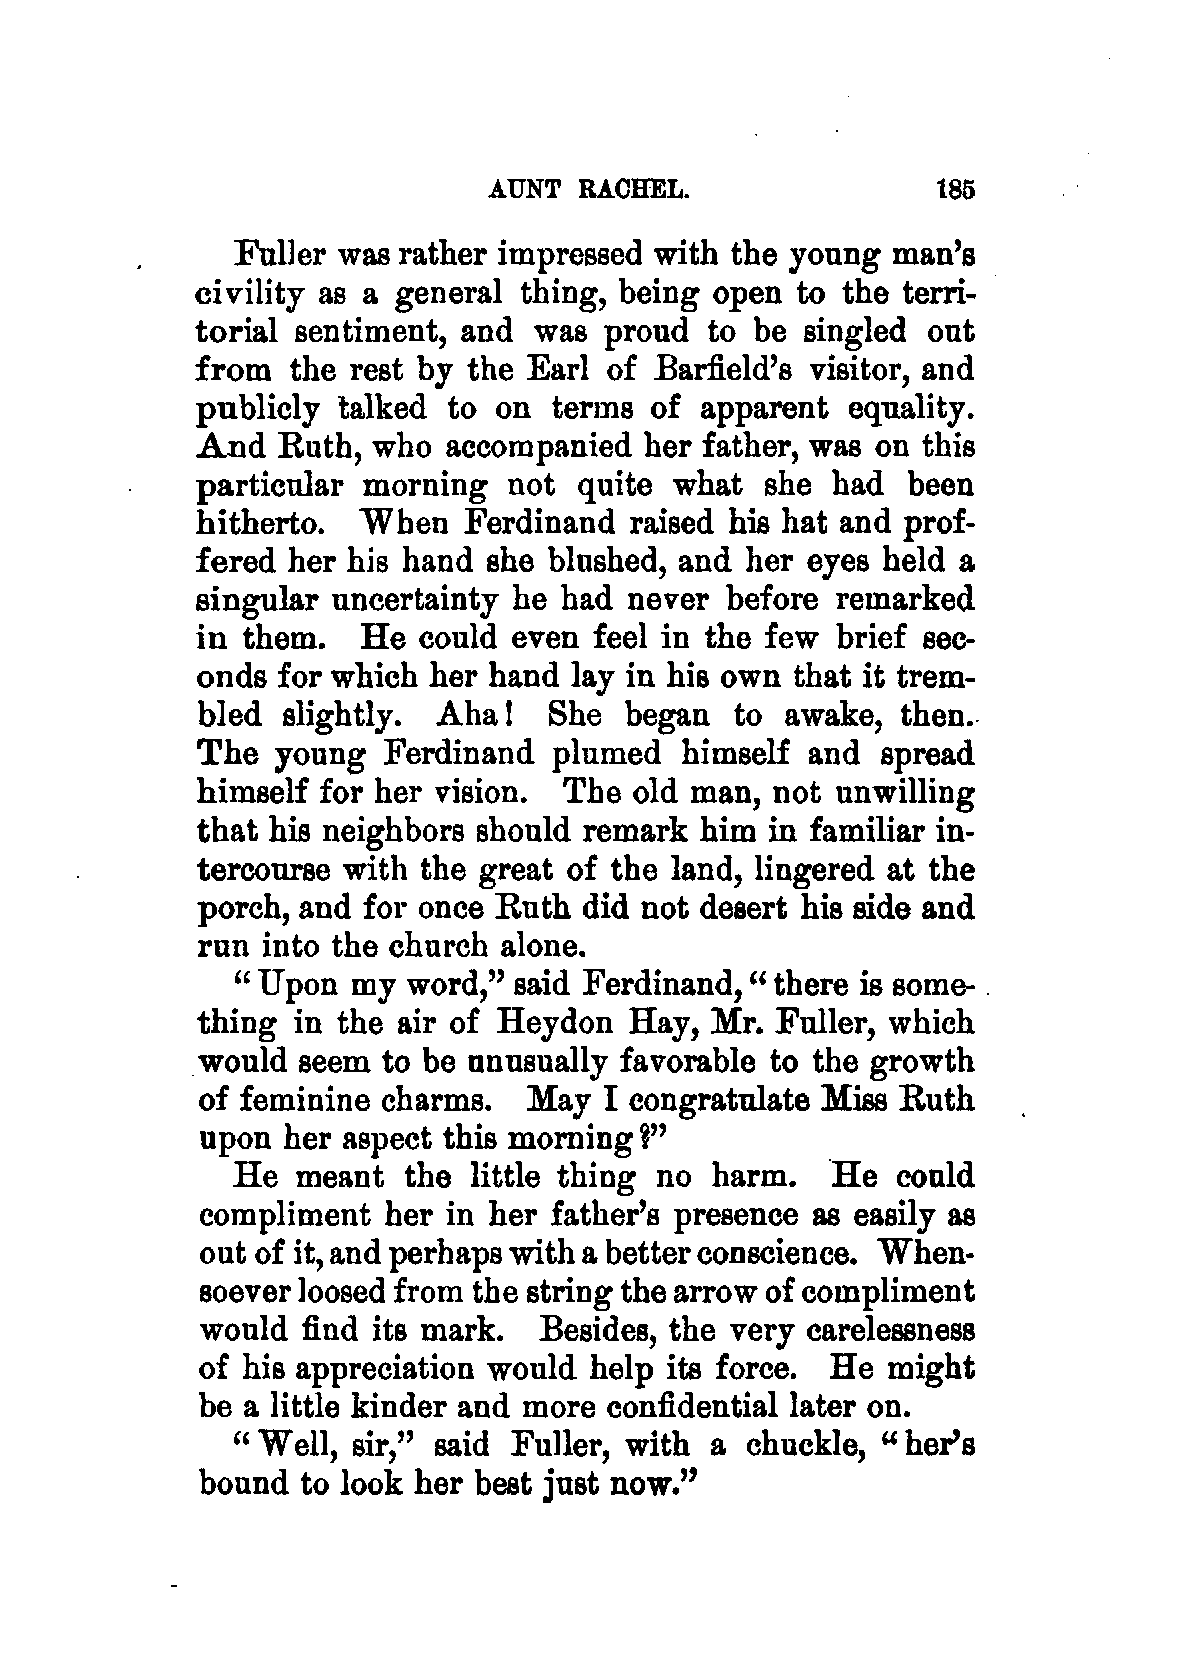 AUNT RACHEL. 185
Fuller was rather impressed with the young man's
civility as a general thing, being open to the terri-
torial sentiment, and was proud to be singled out
from the rest by the Earl of Barfield's visitor, and
publicly talked to on terms of apparent equality.
And Ruth, who accompanied her father, was on this
particular morning not quite what she had been
hitherto. When Ferdinand raised his hat and prof-
fered her his hand she blushed, and her eyes held a
singular uncertainty he had never before remarked
in them. He could even feel in the few brief sec-
onds for which her hand lay in his own that it trem-
bled slightly. Aha! She began to awake, then.
The young Ferdinand plumed himself and spread
himself for her vision. The old man, not unwilling
that his neighbors should remark him in familiar in-
tercourse with the great of the land, lingered at the
porch, and for once Ruth did not desert his side and
run into the church alone.
"Upon my word," said Ferdinand, "there is some-
thing in the air of Heydon Hay, Mr. Fuller, which
would seem to be unusually favorable to the growth
of feminine charms. May I congratulate Miss Ruth
upon her aspect this morning?"
He meant the little thing no harm. He could
compliment her in her father's presence as easily as
out of it, and perhaps with a better conscience. When-
soever loosed from the string the arrow of compliment
would find its mark. Besides, the very carelessness
of his appreciation would help its force. He might
be a little kinder and more confidential later on.
"Well, sir," said Fuller, with a chuckle, "her's
bound to look her best just now."